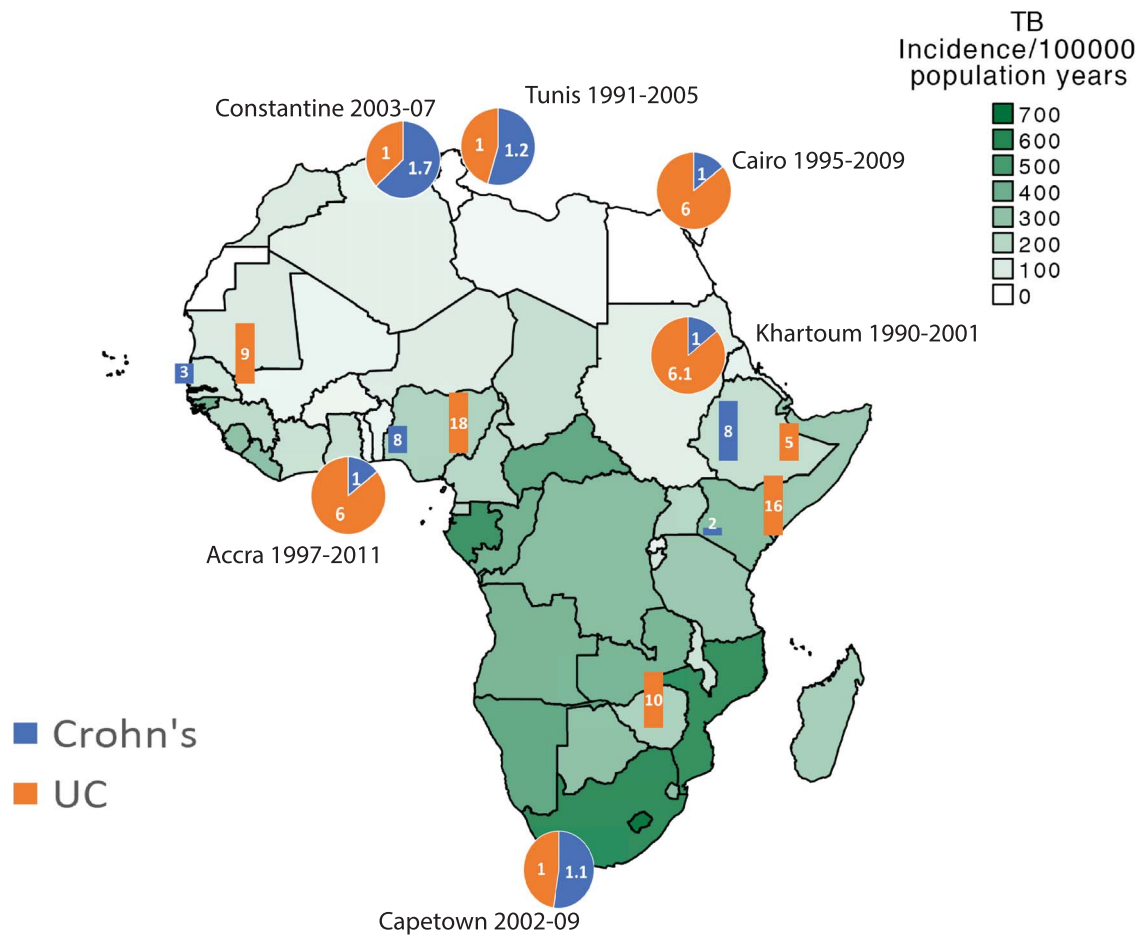 TB
Incidence/100000
population years
700
600
500
400
300
200
100
0
Constantine 2003-07
1
1.7
Tunis 1991-2005
1
1.2
Cairo 1995-2009
1
6
Khartoum 1990-2001
1
6.1
9
3
18
8
8
5
16
2
1
6
Accra 1997-2011
10
Crohn's
UC
1
1.1
Capetown 2002-09